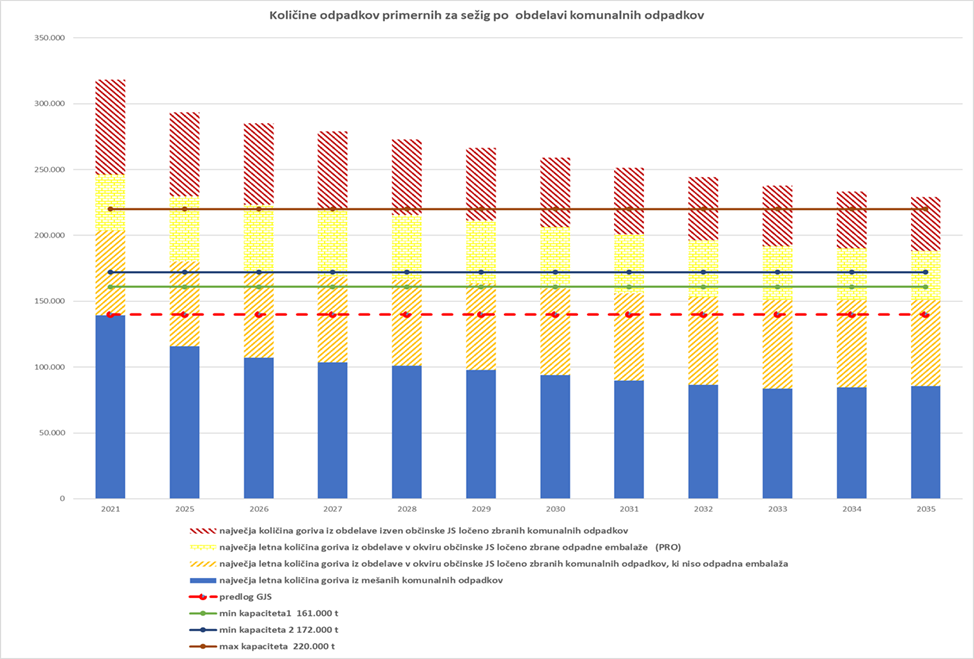 Količine odpadkov primernih za sežig po  obdelavi komunalnih odpadkov
350.000
300.000
250.000
200.000
150.000
100.000
50.000
0
2021 2025 2026 2027 2028 2029 2030 2031 2032 2033 2034 2035
največja količina goriva iz obdelave izven občinske JS ločeno zbranih komunalnih odpadkov
največja letna količina goriva iz obdelave v okviru občinske JS ločeno zbrane odpadne embalaže  (PRO)
največja letna količina goriva iz obdelave v okviru občinske JS ločeno zbranih komunalnih odpadkov, ki niso odpadna embalaža
največja letna količina goriva iz mešanih komunalnih odpadkov
predlog GJS
min kapaciteta1  161.000 t
min kapaciteta 2 172.000 t
max kapaciteta  220.000 t